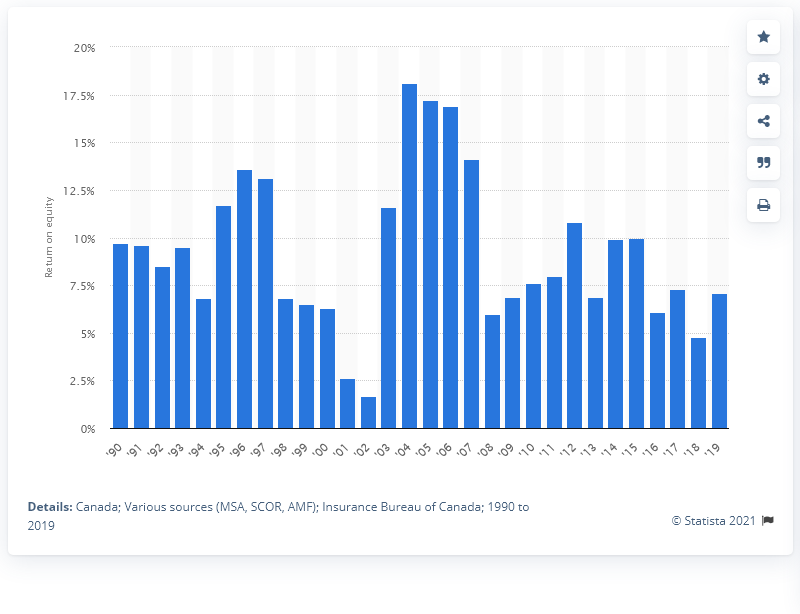 20%
17.5%
15%
12.5%
10%
7.5%
5%
2.5%
0%
Return on equity
'90 '91 '92 '93 '94 '95 '96 '97 '98 '99 '00 '01 '02 '03 '04 '05 '06 '07 '08 '09 '10 '11 '12 '13 '14 '15 '16 '17 '18 '19
Details: Canada; Various sources (MSA, SCOR, AMF); Insurance Bureau of Canada; 1990 to
2019
© Statista 2021